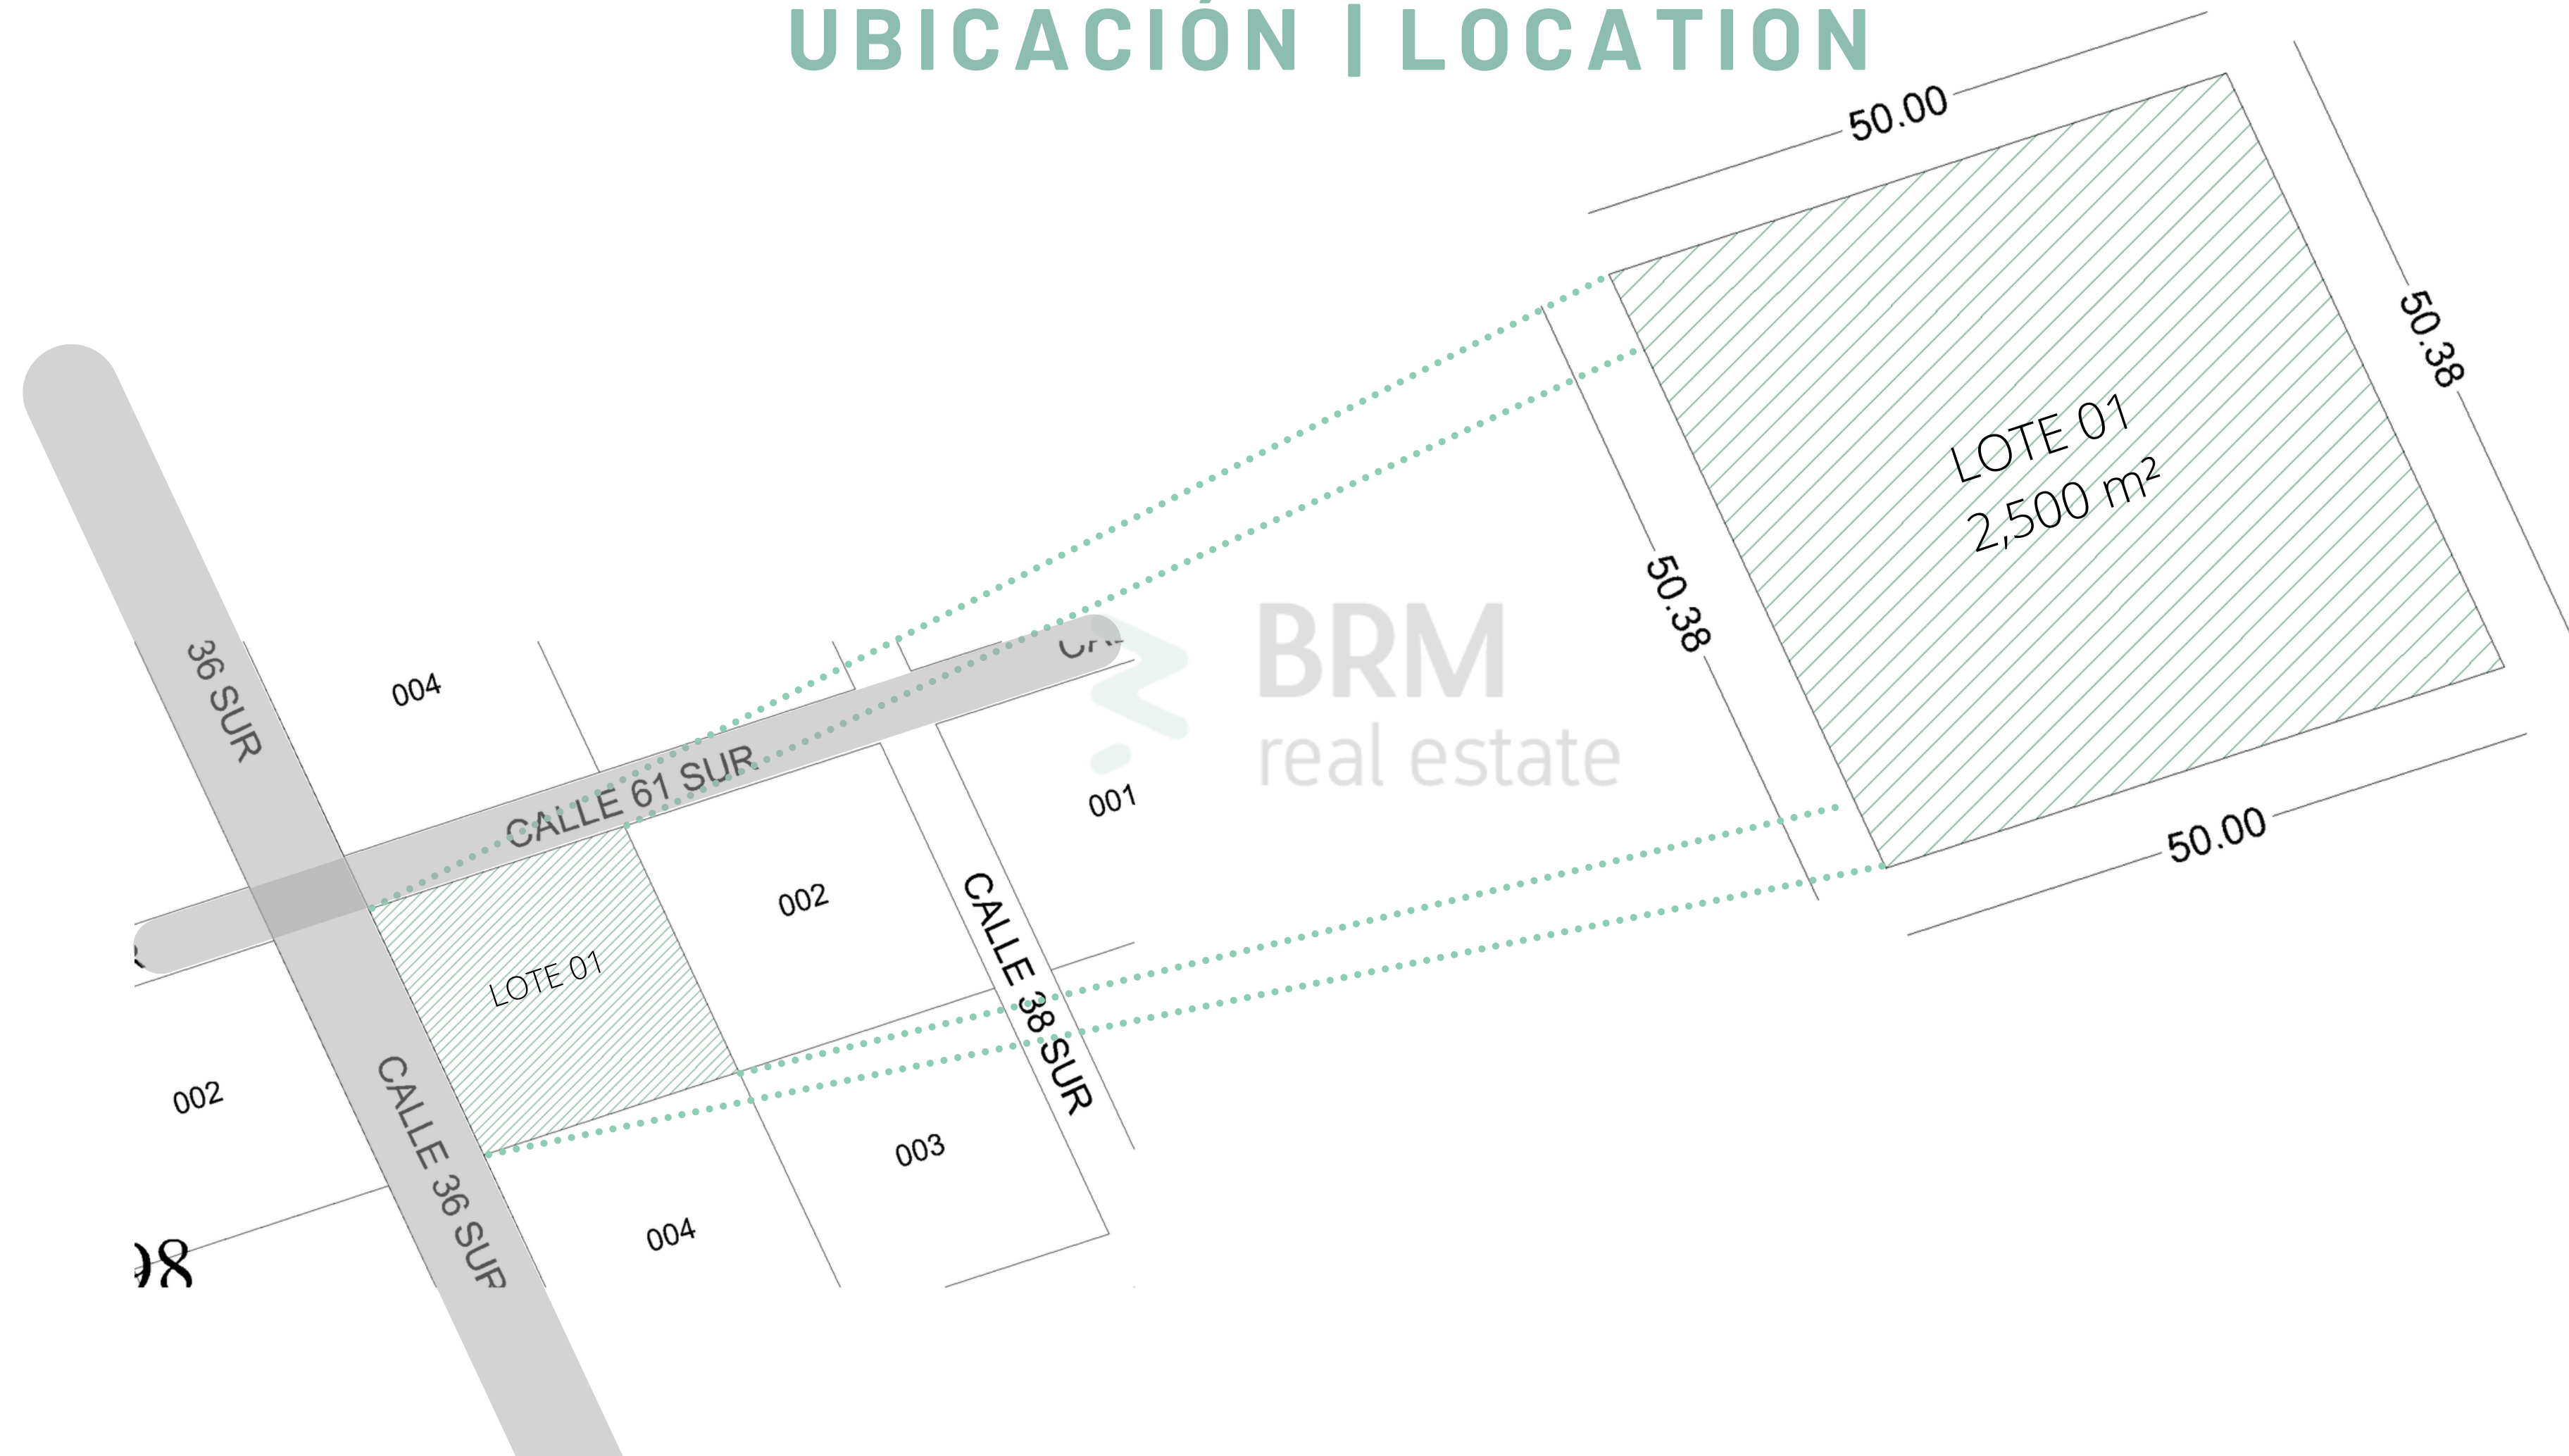 UBICACIÓN | LOCATION
50.00
50.38
LOTE 01
2,500 m²
50.38
50.00
BRM
real estate
36 SUR
004
CALLE 61 SUR
001
002
LOTE 01
CALLE 38 SUR
002
CALLE 36 SUR
003
004
98